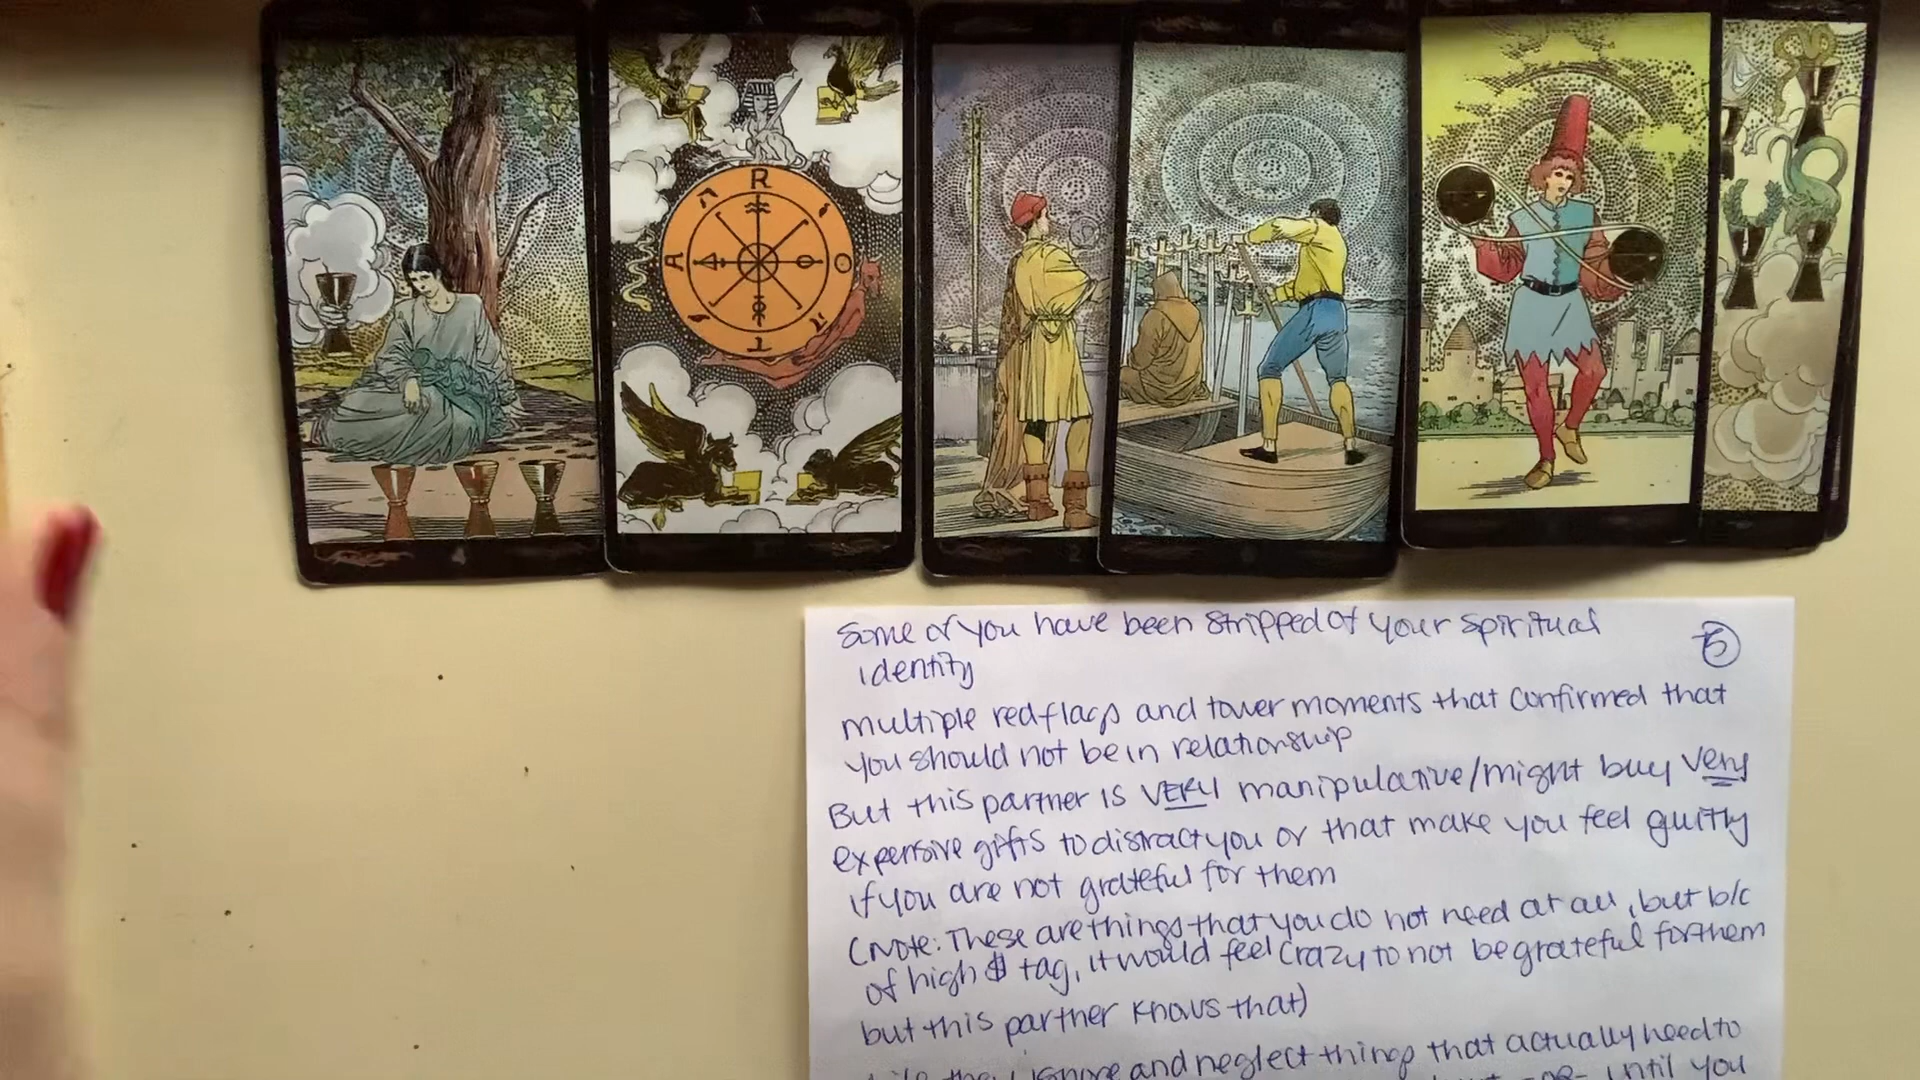 R
T A O
Some of you have been stripped of your spiritual
5
identity
multiple redflags and tower moments that confirmed that
you should not be in relationship
But this partner is VERY manipulative/might buy very
expensive gifts to distract you or that make you feel guilty
if you are not grateful for them
(Note: These are things that you do not need at all, but b/c
of high $ tag, it would feel crazy to not be grateful for them
but this partner knows that)
ignore and neglect things that actually need to
until you